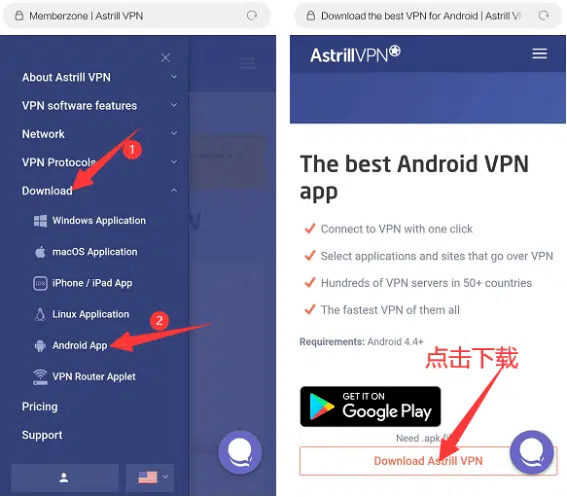 Memberzone | Astrill VPN
About Astrill VPN
VPN software features
Network
1
VPN Protocols
Download
Windows Application
macOS Application
iOS
iPhone / iPad App
Linux Application
2
Android App
VPN Router Applet
Pricing
Support
Download the best VPN for Android | Astrill
AstrillVPN
The best Android VPN
app
Connect to VPN with one click
Select applications and sites that go over VPN
Hundreds of VPN servers in 50+ countries
The fastest VPN of them all
Requirements: Android 4.4+
点击下载
GET IT ON
Google Play
Need .apk
Download Astrill VPN